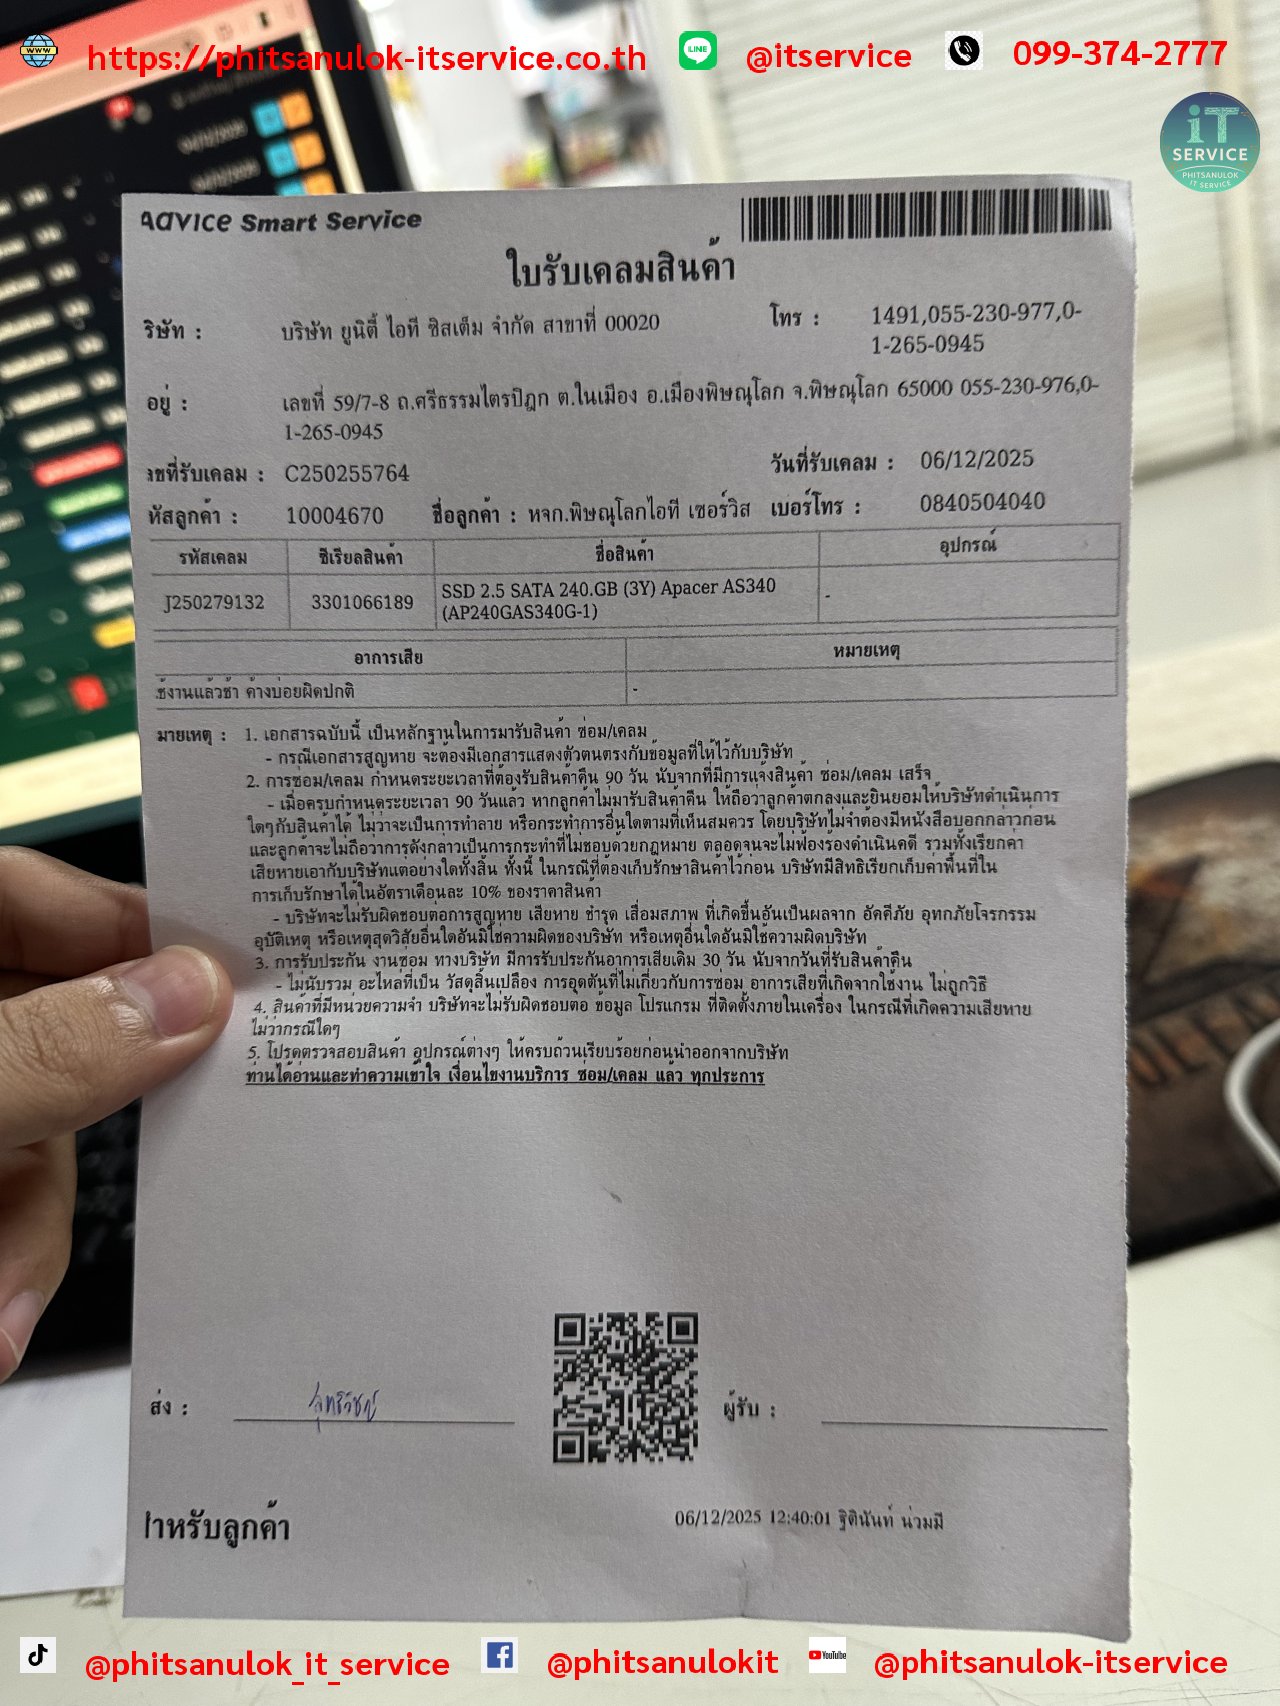 https://phitsanulok-itservice.co.th
LINE
@itservice
099-374-2777
iT
SERVICE
PHITSANULOK
IT SERVICE
Advice Smart Service
ใบรับเคลมสินค้า
ริษัท : บริษัท ยูนิตี้ ไอที ซิสเต็ม จำกัด สาขาที่ 00020 โทร : 1491,055-230-977,0-
1-265-0945
อยู่ : เลขที่ 59/7-8 ถ.ศรีธรรมไตรปิฎก ต.ในเมือง อ.เมืองพิษณุโลก จ.พิษณุโลก 65000 055-230-976,0-
1-265-0945
ลขที่รับเคลม : C250255764 วันที่รับเคลม : 06/12/2025
หัสลูกค้า : 10004670 ชื่อลูกค้า : หจก.พิษณุโลกไอที เซอร์วิส เบอร์โทร : 0840504040
รหัสเคลม ซีเรียลสินค้า ชื่อสินค้า อุปกรณ์
J250279132 3301066189 SSD 2.5 SATA 240.GB (3Y) Apacer AS340 -
(AP240GAS340G-1)
อาการเสีย หมายเหตุ
ช้งานแล้วช้า ค้างบ่อยผิดปกติ -
มายเหตุ : 1. เอกสารฉบับนี้ เป็นหลักฐานในการมารับสินค้า ซ่อม/เคลม
- กรณีเอกสารสูญหาย จะต้องมีเอกสารแสดงตัวตนตรงกับข้อมูลที่ให้ไว้กับบริษัท
2. การซ่อม/เคลม กำหนดระยะเวลาที่ต้องรับสินค้าคืน 90 วัน นับจากที่มีการแจ้งสินค้า ซ่อม/เคลม เสร็จ
- เมื่อครบกำหนดระยะเวลา 90 วันแล้ว หากลูกค้าไม่มารับสินค้าคืน ให้ถือว่าลูกค้าตกลงและยินยอมให้บริษัทดำเนินการ
ใดๆกับสินค้าได้ ไม่ว่าจะเป็นการทำลาย หรือกระทำการอื่นใดตามที่เห็นสมควร โดยบริษัทไม่จำต้องมีหนังสือบอกกล่าวก่อน
และลูกค้าจะไม่ถือว่าการดังกล่าวเป็นการกระทำที่ไม่ชอบด้วยกฎหมาย ตลอดจนจะไม่ฟ้องร้องดำเนินคดี รวมทั้งเรียกค่า
เสียหายเอากับบริษัทแต่อย่างใดทั้งสิ้น ทั้งนี้ ในกรณีที่ต้องเก็บรักษาสินค้าไว้ก่อน บริษัทมีสิทธิเรียกเก็บค่าพื้นที่ใน
การเก็บรักษาได้ในอัตราเดือนละ 10% ของราคาสินค้า
- บริษัทจะไม่รับผิดชอบต่อการสูญหาย เสียหาย ชำรุด เสื่อมสภาพ ที่เกิดขึ้นอันเป็นผลจาก อัคคีภัย อุทกภัยโจรกรรม
อุบัติเหตุ หรือเหตุสุดวิสัยอื่นใดอันมิใช่ความผิดของบริษัท หรือเหตุอื่นใดอันมิใช่ความผิดบริษัท
3. การรับประกัน งานซ่อม ทางบริษัท มีการรับประกันอาการเสียเดิม 30 วัน นับจากวันที่รับสินค้าคืน
- ไม่นับรวม อะไหล่ที่เป็น วัสดุสิ้นเปลือง การอุดตันที่ไม่เกี่ยวกับการซ่อม อาการเสียที่เกิดจากใช้งาน ไม่ถูกวิธี
4. สินค้าที่มีหน่วยความจำ บริษัทจะไม่รับผิดชอบต่อ ข้อมูล โปรแกรม ที่ติดตั้งภายในเครื่อง ในกรณีที่เกิดความเสียหาย
ไม่ว่ากรณีใดๆ
5. โปรดตรวจสอบสินค้า อุปกรณ์ต่างๆ ให้ครบถ้วนเรียบร้อยก่อนนำออกจากบริษัท
ท่านได้อ่านและทำความเข้าใจ เงื่อนไขงานบริการ ซ่อม/เคลม แล้ว ทุกประการ
ส่ง : สุทธิวิชญ์ ผู้รับ :
ำหรับลูกค้า
06/12/2025 12:40:01 ฐิตินันท์ น่วมมี
@phitsanulok_it_service
@phitsanulokit
YouTube
@phitsanulok-itservice